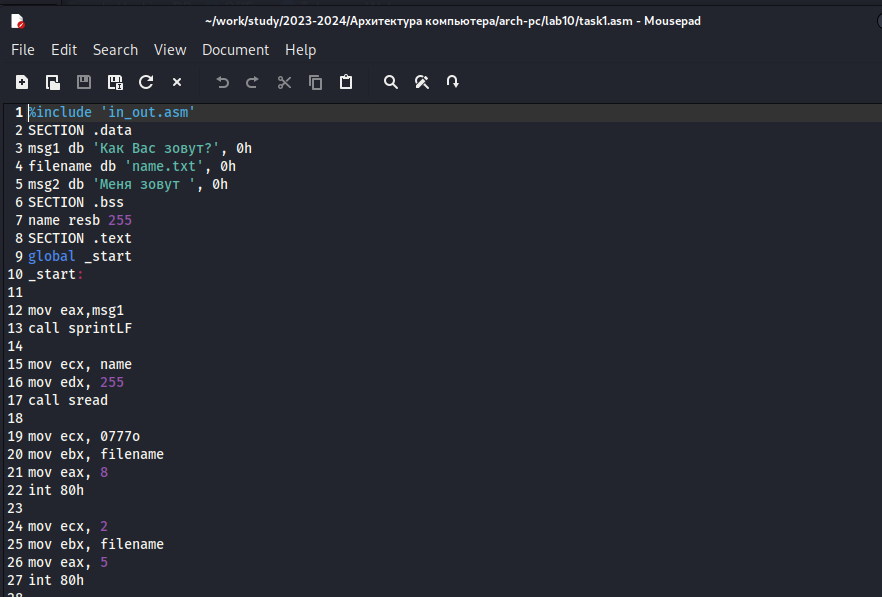 ~/work/study/2023-2024/Архитектура компьютера/arch-pc/lab10/task1.asm - Mousepad
File Edit Search View Document Help
1 %include 'in_out.asm'
2 SECTION .data
3 msg1 db 'Как Вас зовут?', 0h
4 filename db 'name.txt', 0h
5 msg2 db 'Меня зовут ', 0h
6 SECTION .bss
7 name resb 255
8 SECTION .text
9 global _start
10 _start:
11
12 mov eax,msg1
13 call sprintLF
14
15 mov ecx, name
16 mov edx, 255
17 call sread
18
19 mov ecx, 0777o
20 mov ebx, filename
21 mov eax, 8
22 int 80h
23
24 mov ecx, 2
25 mov ebx, filename
26 mov eax, 5
27 int 80h